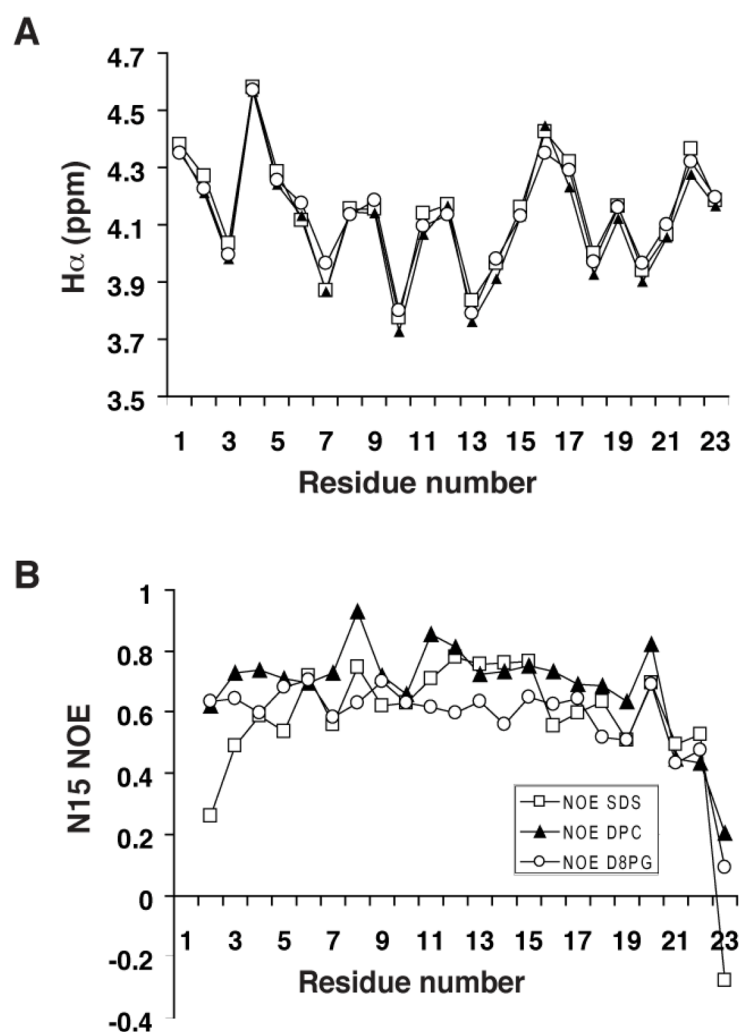 A
4.7
4.5
4.3
4.1
3.9
3.7
3.5
Hα (ppm)
1 3 5 7 9 11 13 15 17 19 21 23
Residue number
B
1
0.8
0.6
0.4
0.2
0
-0.2
-0.4
N15 NOE
NOE SDS
NOE DPC
NOE D8PG
1 3 5 7 9 11 13 15 17 19 21 23
Residue number